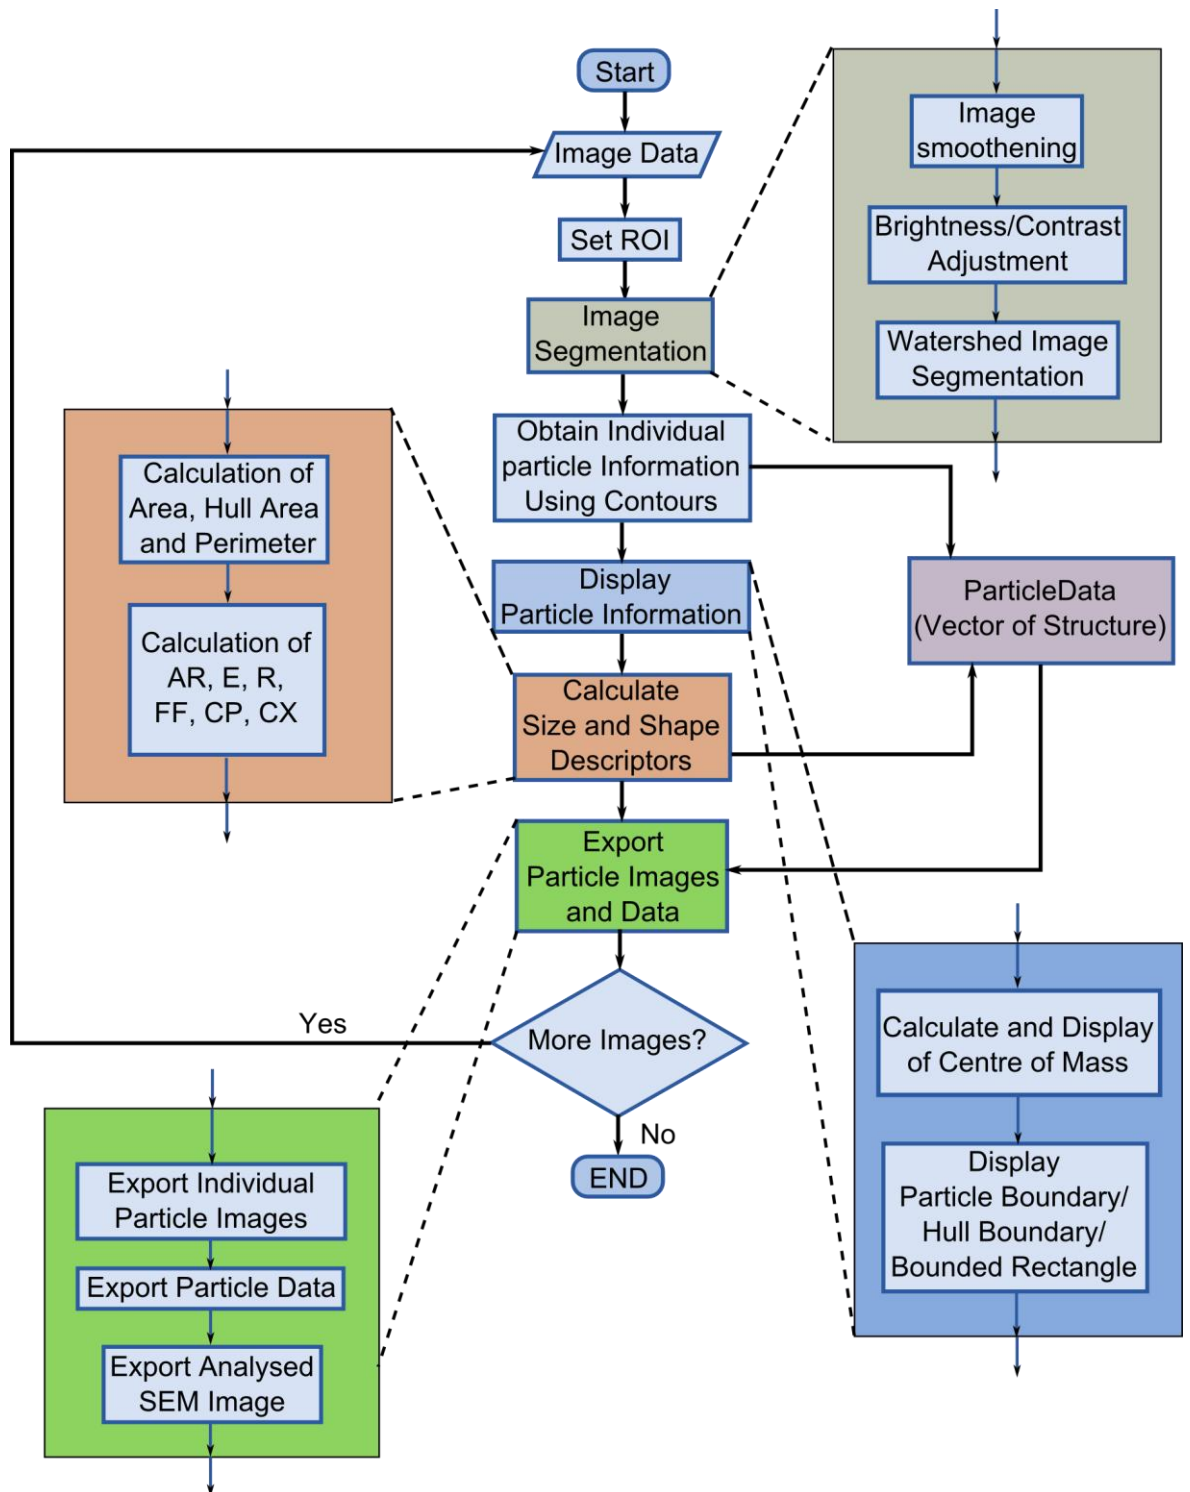 Start
Image Data
Set ROI
Image
Segmentation
Obtain Individual
particle Information
Using Contours
Display
Particle Information
Calculate
Size and Shape
Descriptors
Export
Particle Images
and Data
More Images?
Yes
No
END
Image
smoothening
Brightness/Contrast
Adjustment
Watershed Image
Segmentation
ParticleData
(Vector of Structure)
Calculation of
Area, Hull Area
and Perimeter
Calculation of
AR, E, R,
FF, CP, CX
Calculate and Display
of Centre of Mass
Display
Particle Boundary/
Hull Boundary/
Bounded Rectangle
Export Individual
Particle Images
Export Particle Data
Export Analysed
SEM Image